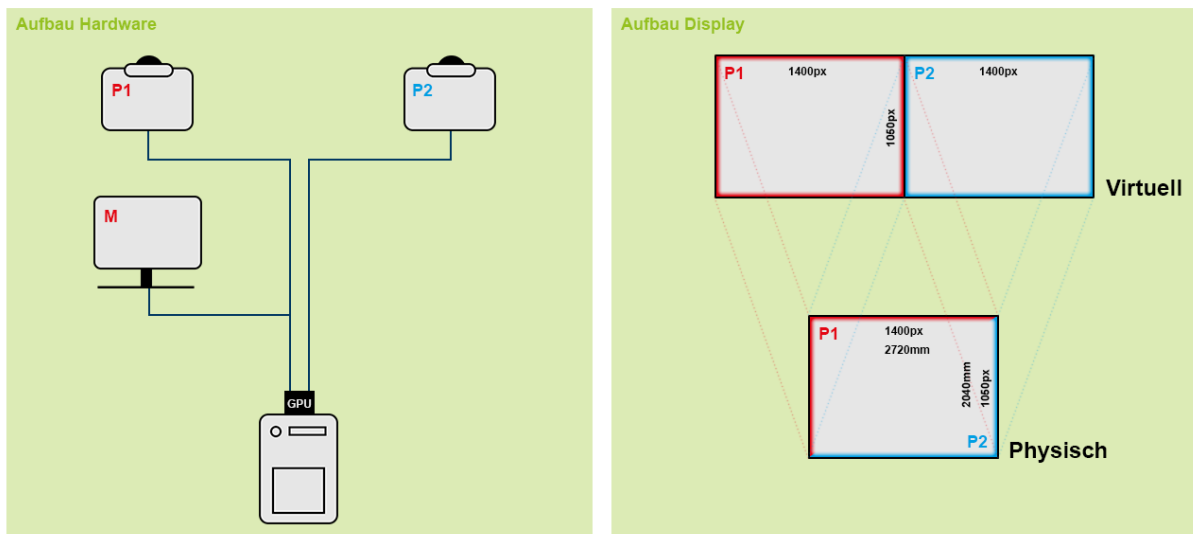 Aufbau Hardware
P1
P2
M
GPU
Aufbau Display
P1
1400px
P2
1400px
1050px
Virtuell
P1
1400px
2720mm
2040mm
1050px
P2
Physisch